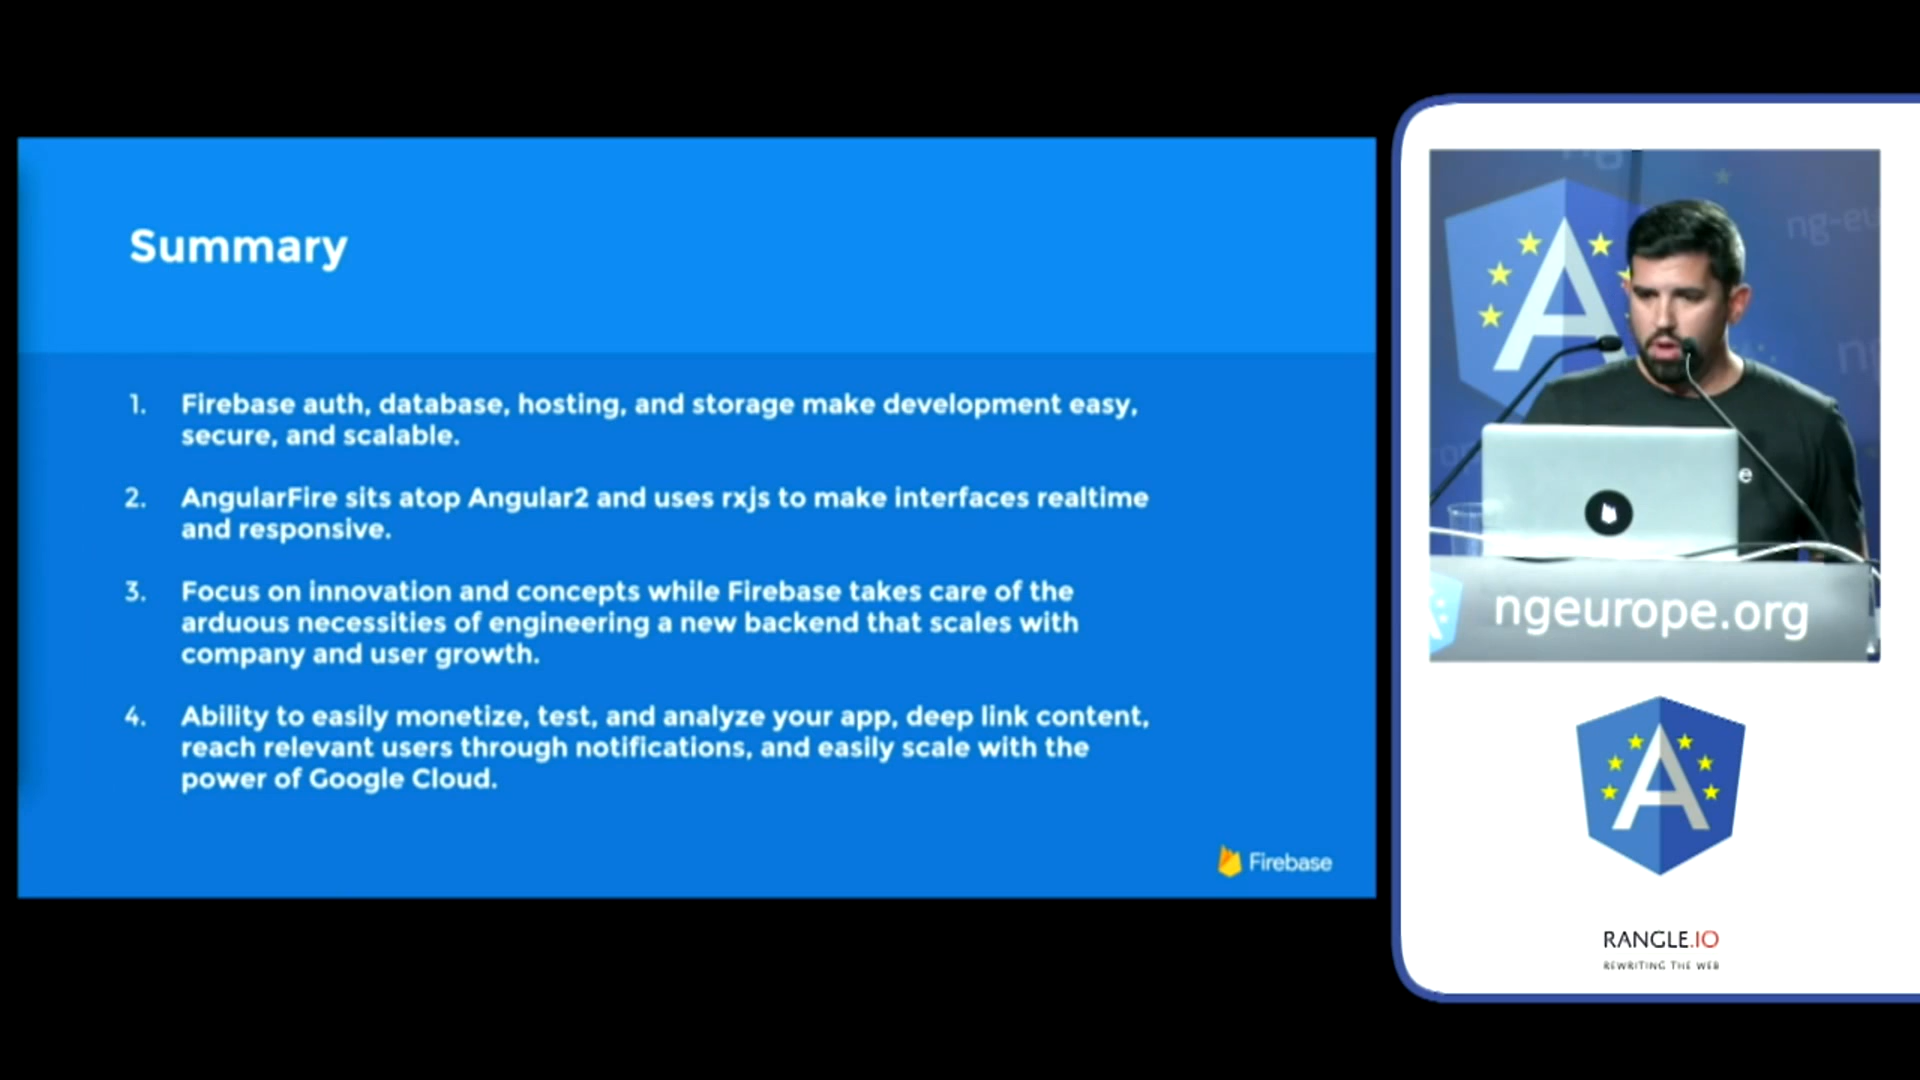 Summary
1. Firebase auth, database, hosting, and storage make development easy,
secure, and scalable.
2. AngularFire sits atop Angular2 and uses rxjs to make interfaces realtime
and responsive.
3. Focus on innovation and concepts while Firebase takes care of the
arduous necessities of engineering a new backend that scales with
company and user growth.
4. Ability to easily monetize, test, and analyze your app, deep link content,
reach relevant users through notifications, and easily scale with the
power of Google Cloud.
Firebase
ng
ng-eu
A
e
ngeurope.org
A
RANGLE.IO
REWRITING THE WEB